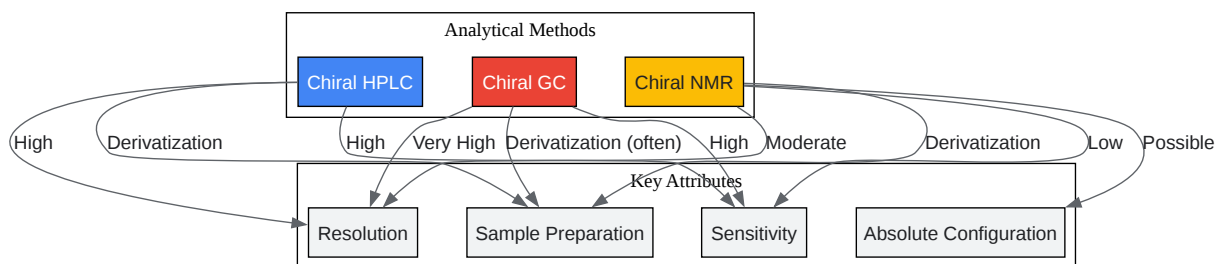 Analytical Methods
Chiral HPLC
Chiral GC
Chiral NMR
High
Derivatization
High
Very High
Derivatization (often)
High
Moderate
Derivatization
Low
Possible
Key Attributes
Resolution
Sample Preparation
Sensitivity
Absolute Configuration